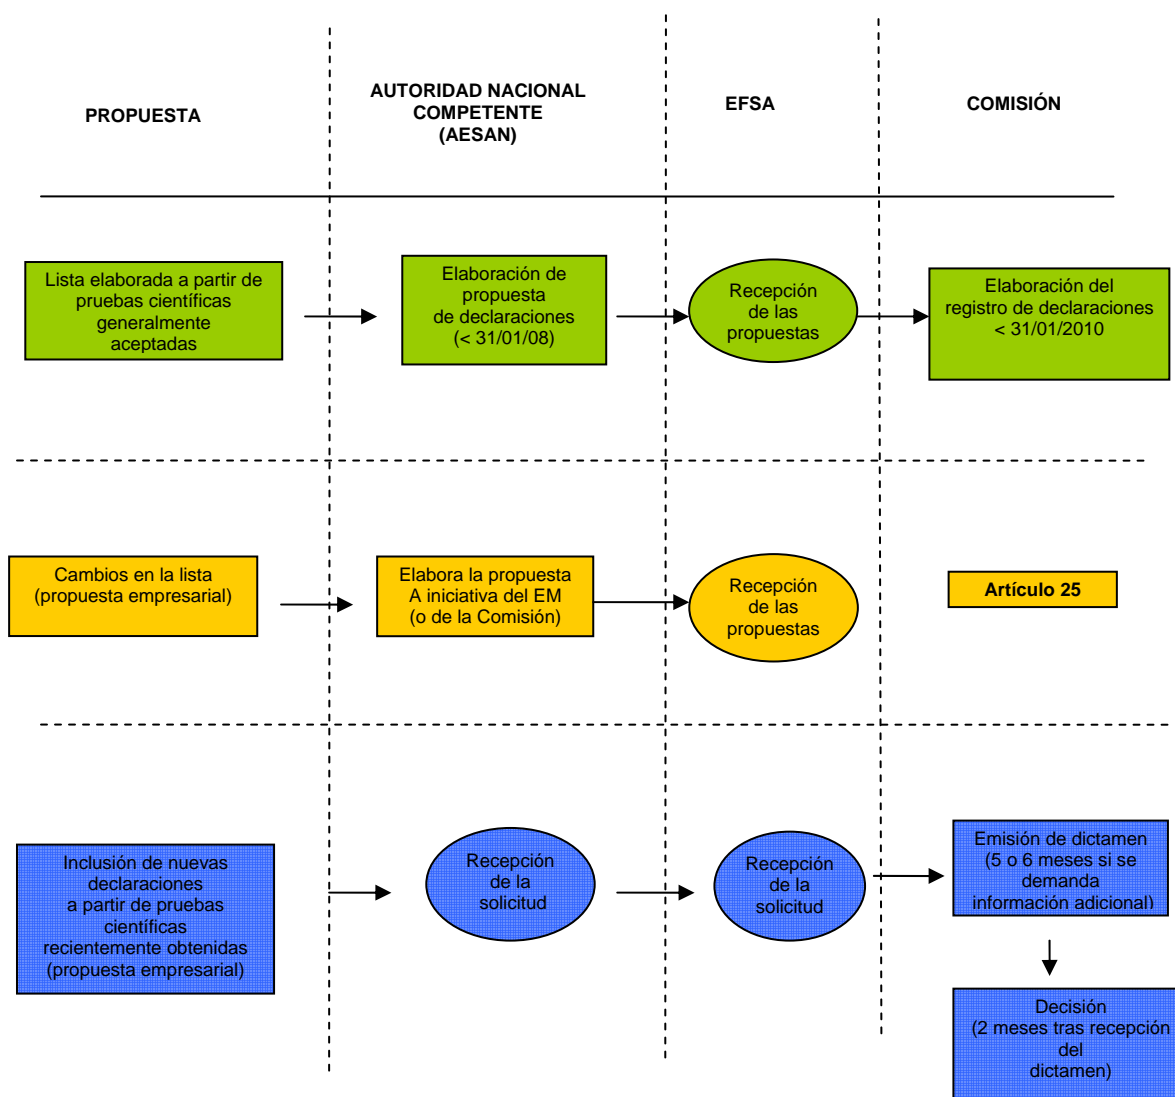 PROPUESTA
AUTORIDAD NACIONAL
COMPETENTE
(AESAN)
EFSA
COMISIÓN
Lista elaborada a partir de
pruebas científicas
generalmente
aceptadas
Elaboración de
propuesta
de declaraciones
(< 31/01/08)
Recepción
de las
propuestas
Elaboración del
registro de declaraciones
< 31/01/2010
Cambios en la lista
(propuesta empresarial)
Elabora la propuesta
A iniciativa del EM
(o de la Comisión)
Recepción
de las
propuestas
Artículo 25
Inclusión de nuevas
declaraciones
a partir de pruebas
científicas
recientemente obtenidas
(propuesta empresarial)
Recepción
de la
solicitud
Recepción
de la
solicitud
Emisión de dictamen
(5 o 6 meses si se
demanda
información adicional)
Decisión
(2 meses tras recepción
del
dictamen)